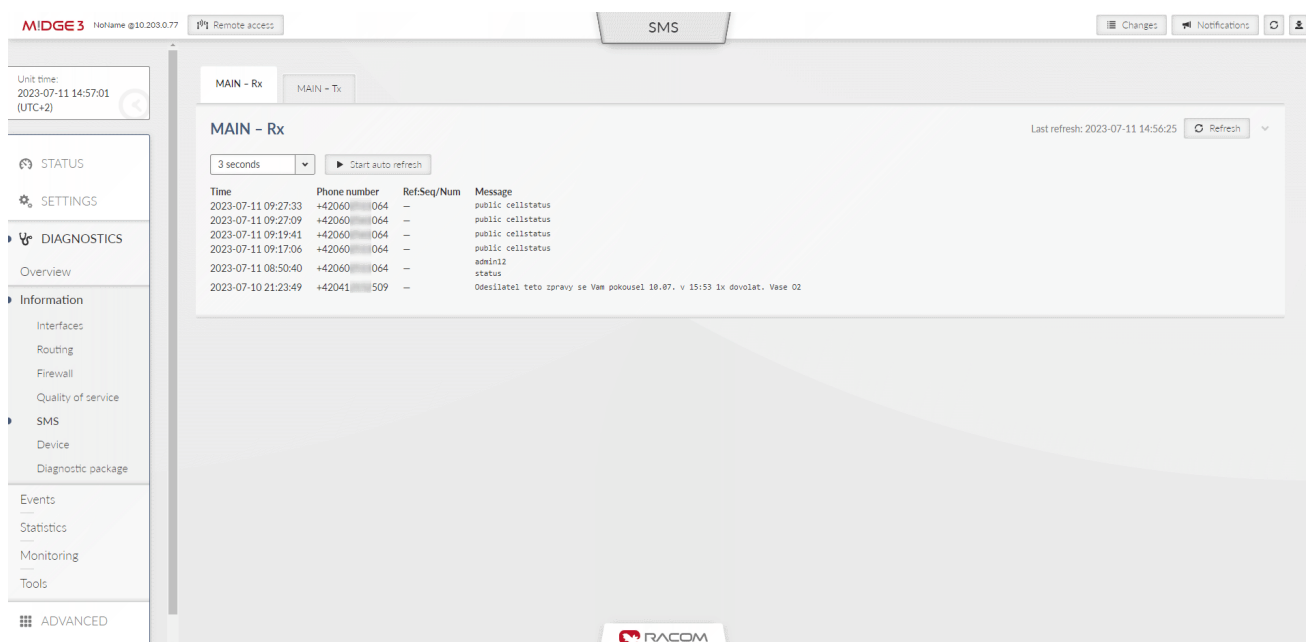 M!DGE3 NoName @10.203.0.77 Remote access SMS Changes Notifications
Unit time:
2023-07-11 14:57:01
(UTC+2)
STATUS
SETTINGS
DIAGNOSTICS
Overview
Information
Interfaces
Routing
Firewall
Quality of service
SMS
Device
Diagnostic package
Events
Statistics
Monitoring
Tools
ADVANCED
MAIN – Rx MAIN – Tx
MAIN – Rx Last refresh: 2023-07-11 14:56:25 Refresh
3 seconds Start auto refresh
Time Phone number Ref:Seq/Num Message
2023-07-11 09:27:33 +42060 064 – public cellstatus
2023-07-11 09:27:09 +42060 064 – public cellstatus
2023-07-11 09:19:41 +42060 064 – public cellstatus
2023-07-11 09:17:06 +42060 064 – public cellstatus
admin12
2023-07-11 08:50:40 +42060 064 –
status
2023-07-10 21:23:49 +42041 509 – Odesilatel teto zpravy se Vam pokousel 10.07. v 15:53 1x dovolat. Vase O2
RACOM